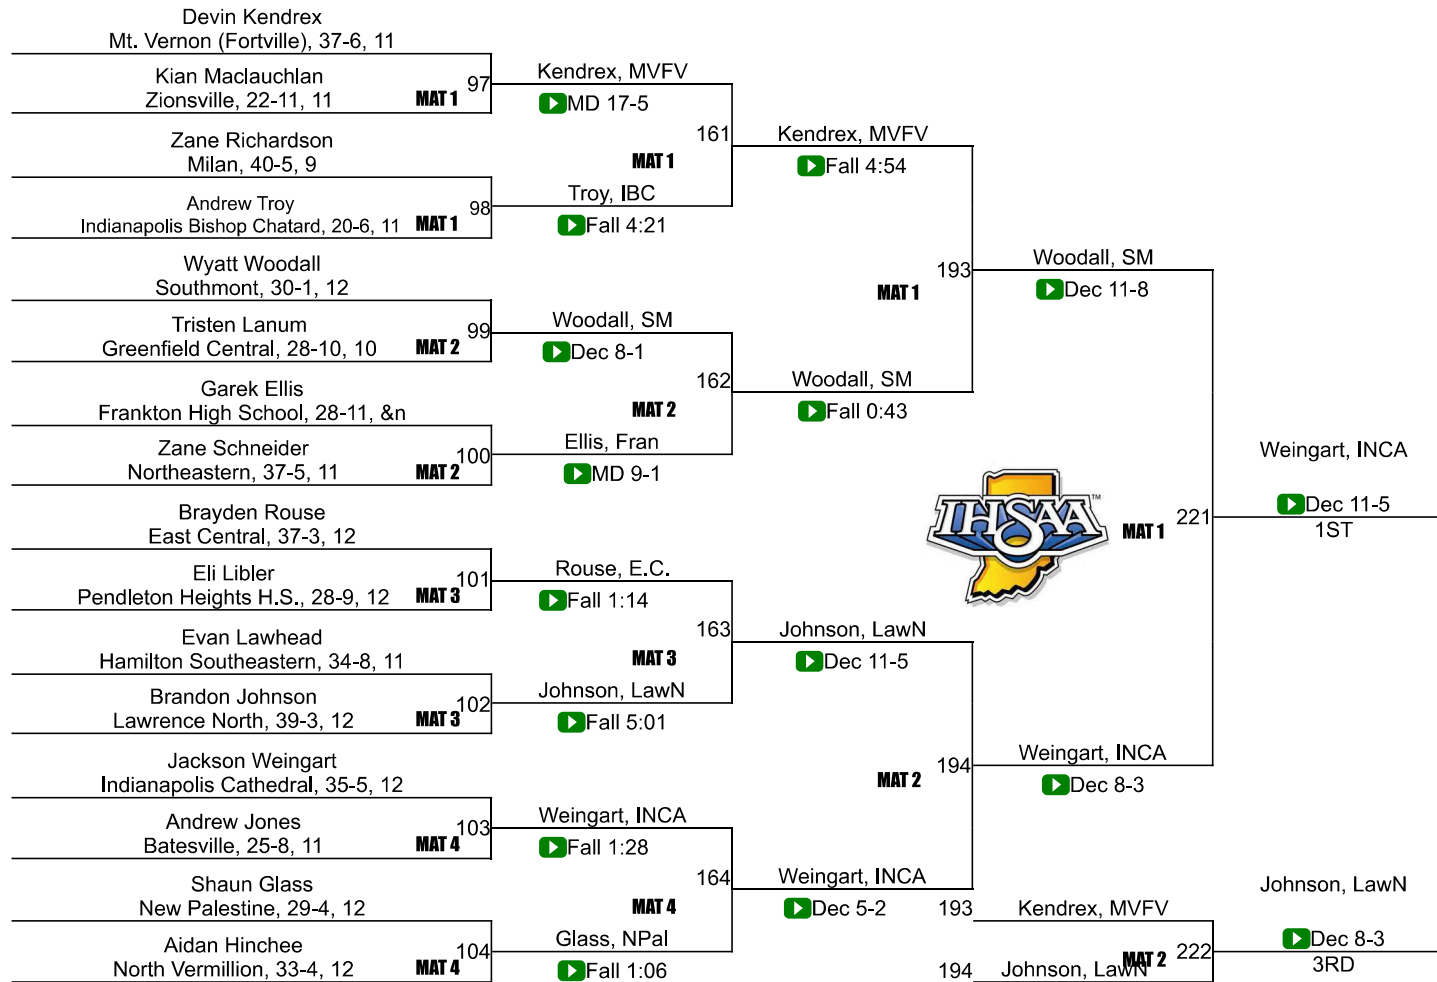 Devin Kendrex
Mt. Vernon (Fortville), 37-6, 11
Kian Maclauchlan
Zionsville, 22-11, 11
MAT 1
97
Zane Richardson
Milan, 40-5, 9
Andrew Troy
Indianapolis Bishop Chatard, 20-6, 11
MAT 1
98
Wyatt Woodall
Southmont, 30-1, 12
Tristen Lanum
Greenfield Central, 28-10, 10
MAT 2
99
Garek Ellis
Frankton High School, 28-11, &n
Zane Schneider
Northeastern, 37-5, 11
MAT 2
100
Brayden Rouse
East Central, 37-3, 12
Eli Libler
Pendleton Heights H.S., 28-9, 12
MAT 3
101
Evan Lawhead
Hamilton Southeastern, 34-8, 11
Brandon Johnson
Lawrence North, 39-3, 12
MAT 3
102
Jackson Weingart
Indianapolis Cathedral, 35-5, 12
Andrew Jones
Batesville, 25-8, 11
MAT 4
103
Shaun Glass
New Palestine, 29-4, 12
Aidan Hinchee
North Vermillion, 33-4, 12
MAT 4
104
Kendrex, MVFV
MD 17-5
161
MAT 1
Troy, IBC
Fall 4:21
Woodall, SM
Dec 8-1
162
MAT 2
Ellis, Fran
MD 9-1
Rouse, E.C.
Fall 1:14
163
MAT 3
Johnson, LawN
Fall 5:01
Weingart, INCA
Fall 1:28
164
MAT 4
Glass, NPal
Fall 1:06
Kendrex, MVFV
Fall 4:54
193
MAT 1
Woodall, SM
Fall 0:43
Johnson, LawN
Dec 11-5
194
MAT 2
Weingart, INCA
Dec 5-2
Woodall, SM
Dec 11-8
IHSAA™
MAT 1
221
Weingart, INCA
Dec 8-3
Weingart, INCA
Dec 11-5
1ST
193
Kendrex, MVFV
MAT 2
222
194
Johnson, LawN
Johnson, LawN
Dec 8-3
3RD